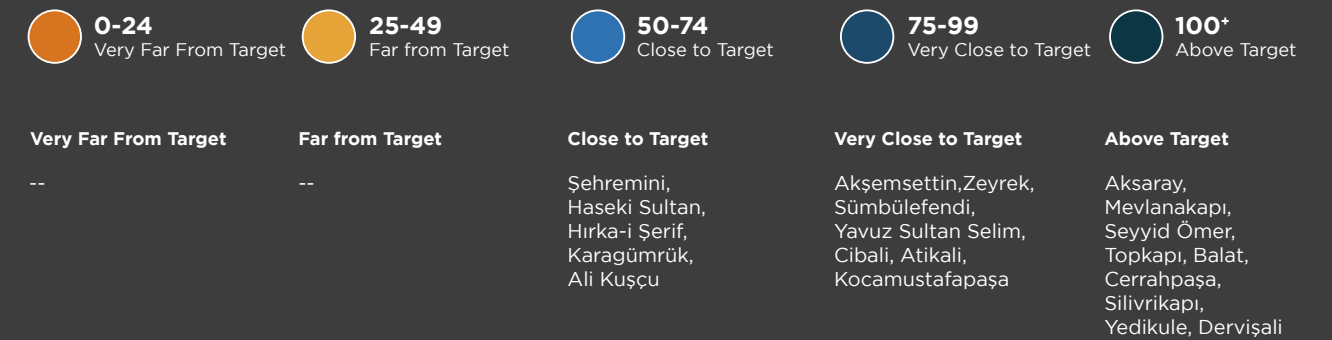 0-24
Very Far From Target
25-49
Far from Target
50-74
Close to Target
75-99
Very Close to Target
100+
Above Target
Very Far From Target
--
Far from Target
--
Close to Target
Şehremini,
Haseki Sultan,
Hırka-i Şerif,
Karagümrük,
Ali Kuşçu
Very Close to Target
Akşemsettin,Zeyrek,
Sümbülefendi,
Yavuz Sultan Selim,
Cibali, Atikali,
Kocamustafapaşa
Above Target
Aksaray,
Mevlanakapı,
Seyyid Ömer,
Topkapı, Balat,
Cerrahpaşa,
Silivrikapı,
Yedikule, Dervişali